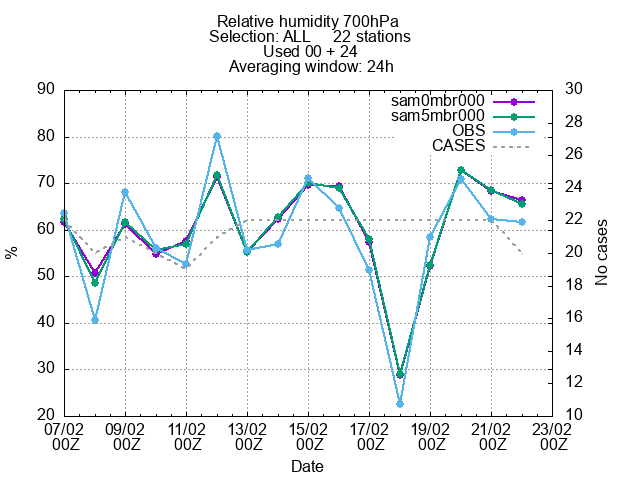 Relative humidity 700hPa
Selection: ALL 22 stations
Used 00 + 24
Averaging window: 24h
90
80
70
60
50
40
30
20
%
30
28
26
24
22
20
18
16
14
12
10
No cases
sam0mbr000
sam5mbr000
OBS
CASES
07/02 09/02 11/02 13/02 15/02 17/02 19/02 21/02 23/02
00Z 00Z 00Z 00Z 00Z 00Z 00Z 00Z 00Z
Date